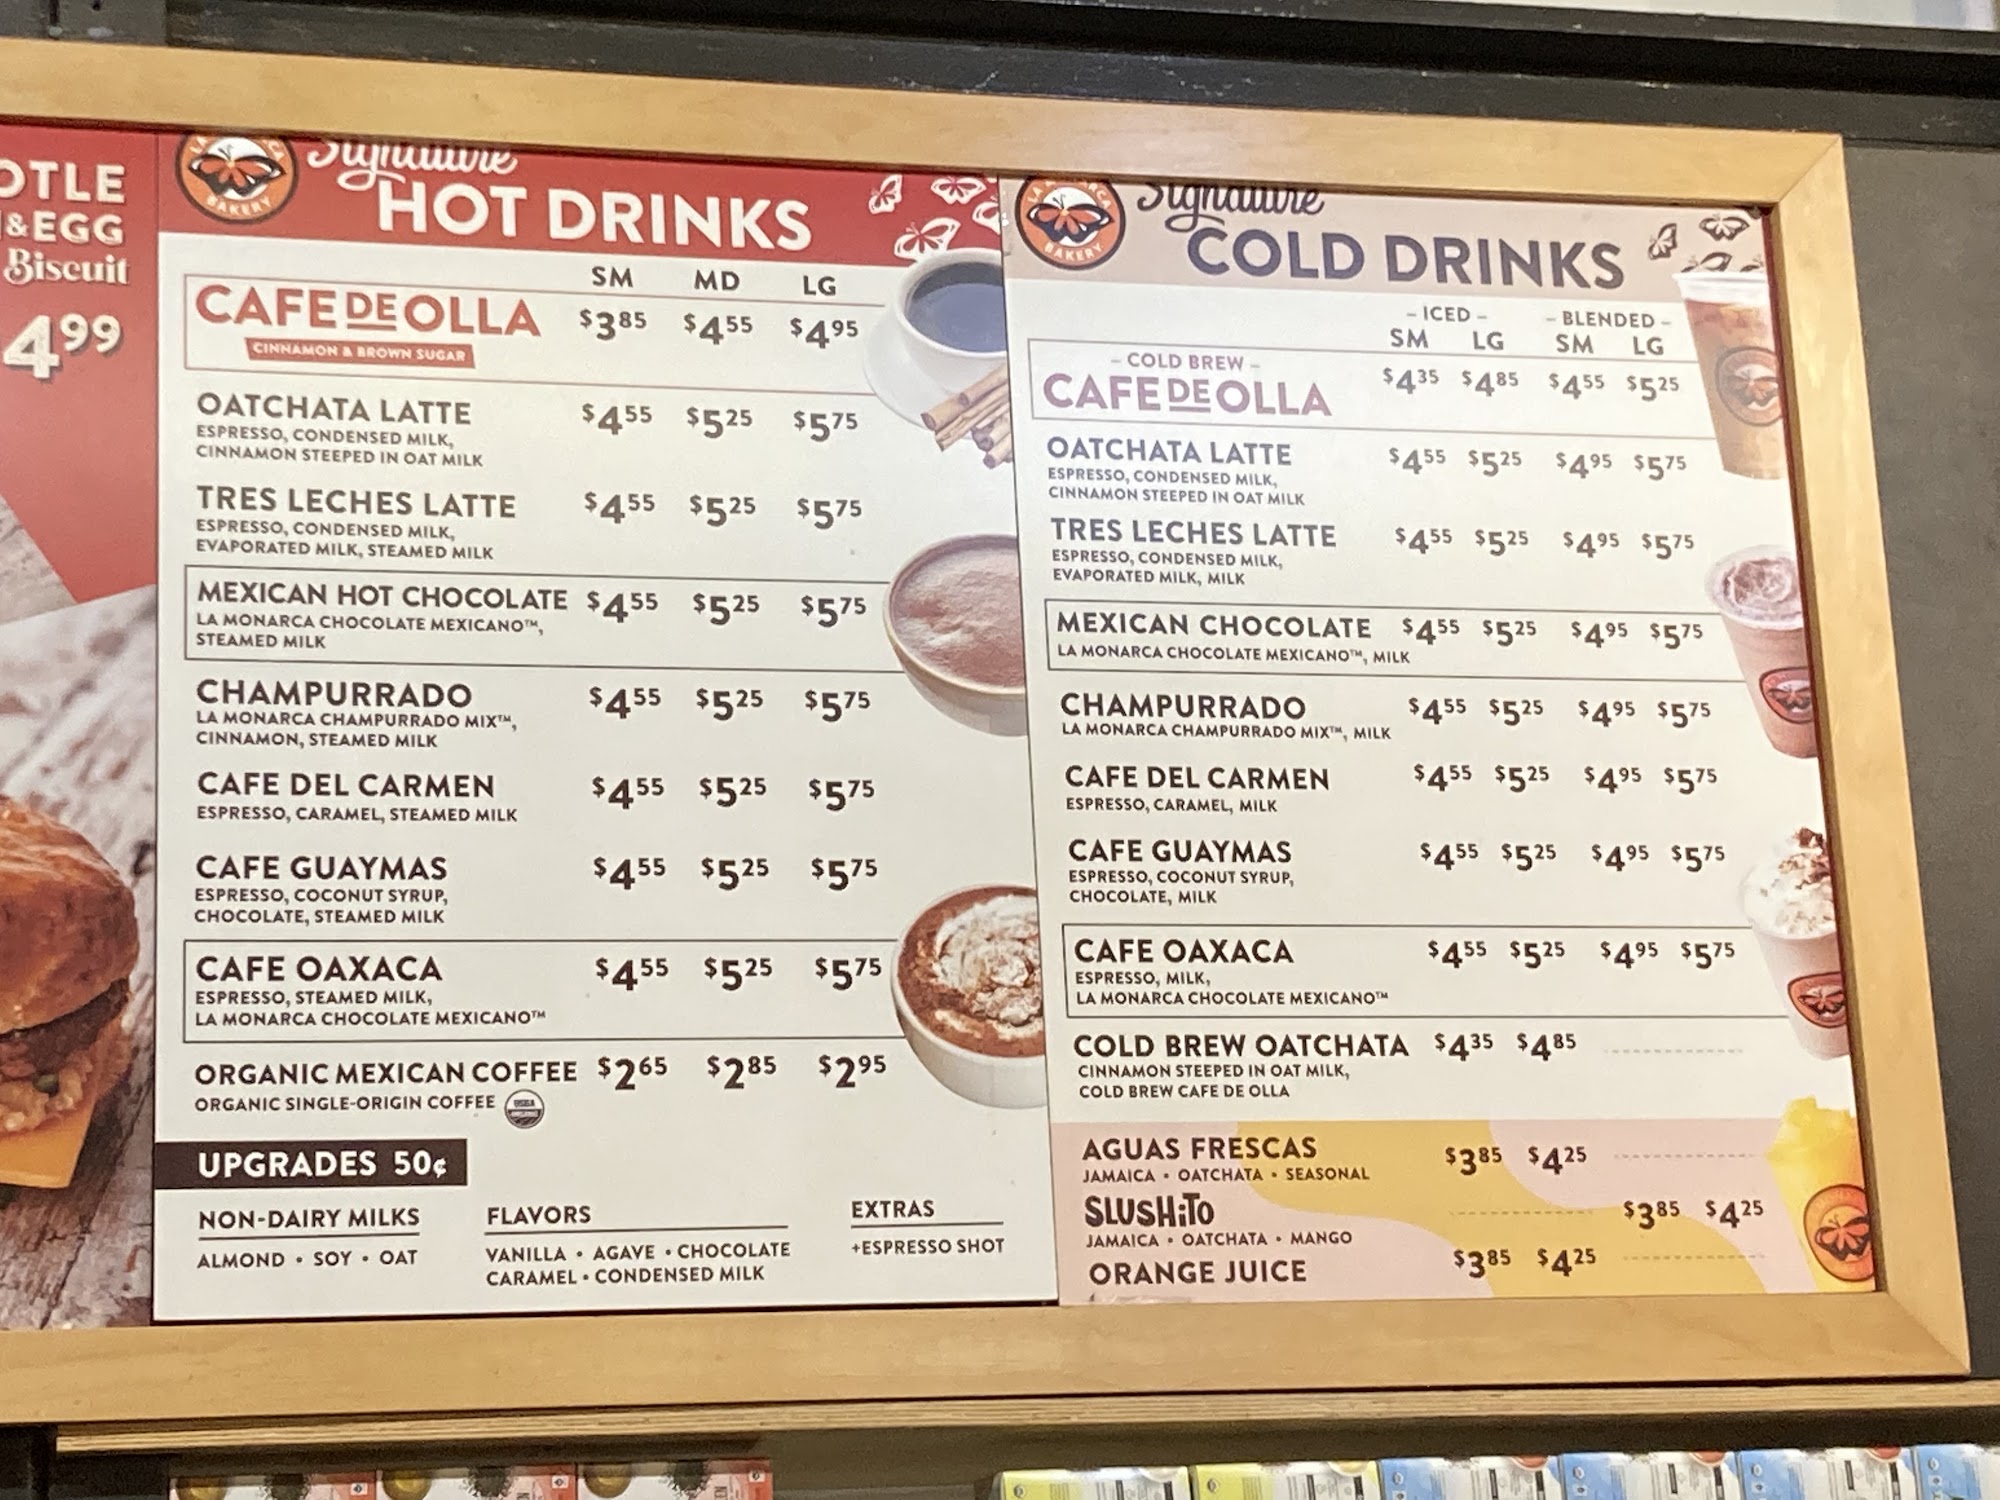 OTLE
&EGG
Biscuit
4.99
LA MONARCA
BAKERY
Signature
HOT DRINKS
SM MD LG
CAFE DE OLLA $3.85 $4.55 $4.95
CINNAMON & BROWN SUGAR
OATCHATA LATTE $4.55 $5.25 $5.75
ESPRESSO, CONDENSED MILK,
CINNAMON STEEPED IN OAT MILK
TRES LECHES LATTE $4.55 $5.25 $5.75
ESPRESSO, CONDENSED MILK,
EVAPORATED MILK, STEAMED MILK
MEXICAN HOT CHOCOLATE $4.55 $5.25 $5.75
LA MONARCA CHOCOLATE MEXICANO™,
STEAMED MILK
CHAMPURRADO $4.55 $5.25 $5.75
LA MONARCA CHAMPURRADO MIX™,
CINNAMON, STEAMED MILK
CAFE DEL CARMEN $4.55 $5.25 $5.75
ESPRESSO, CARAMEL, STEAMED MILK
CAFE GUAYMAS $4.55 $5.25 $5.75
ESPRESSO, COCONUT SYRUP,
CHOCOLATE, STEAMED MILK
CAFE OAXACA $4.55 $5.25 $5.75
ESPRESSO, STEAMED MILK,
LA MONARCA CHOCOLATE MEXICANO™
ORGANIC MEXICAN COFFEE $2.65 $2.85 $2.95
ORGANIC SINGLE-ORIGIN COFFEE USDA ORGANIC
UPGRADES 50¢
NON-DAIRY MILKS
ALMOND • SOY • OAT
FLAVORS
VANILLA • AGAVE • CHOCOLATE
CARAMEL • CONDENSED MILK
EXTRAS
+ESPRESSO SHOT
LA MONARCA
BAKERY
Signature
COLD DRINKS
- ICED - - BLENDED -
SM LG SM LG
- COLD BREW -
CAFE DE OLLA $4.35 $4.85 $4.55 $5.25
OATCHATA LATTE $4.55 $5.25 $4.95 $5.75
ESPRESSO, CONDENSED MILK,
CINNAMON STEEPED IN OAT MILK
TRES LECHES LATTE $4.55 $5.25 $4.95 $5.75
ESPRESSO, CONDENSED MILK,
EVAPORATED MILK, MILK
MEXICAN CHOCOLATE $4.55 $5.25 $4.95 $5.75
LA MONARCA CHOCOLATE MEXICANO™, MILK
CHAMPURRADO $4.55 $5.25 $4.95 $5.75
LA MONARCA CHAMPURRADO MIX™, MILK
CAFE DEL CARMEN $4.55 $5.25 $4.95 $5.75
ESPRESSO, CARAMEL, MILK
CAFE GUAYMAS $4.55 $5.25 $4.95 $5.75
ESPRESSO, COCONUT SYRUP,
CHOCOLATE, MILK
CAFE OAXACA $4.55 $5.25 $4.95 $5.75
ESPRESSO, MILK,
LA MONARCA CHOCOLATE MEXICANO™
COLD BREW OATCHATA $4.35 $4.85
CINNAMON STEEPED IN OAT MILK,
COLD BREW CAFE DE OLLA
AGUAS FRESCAS $3.85 $4.25
JAMAICA • OATCHATA • SEASONAL
SLUSHiTO $3.85 $4.25
JAMAICA • OATCHATA • MANGO
ORANGE JUICE $3.85 $4.25